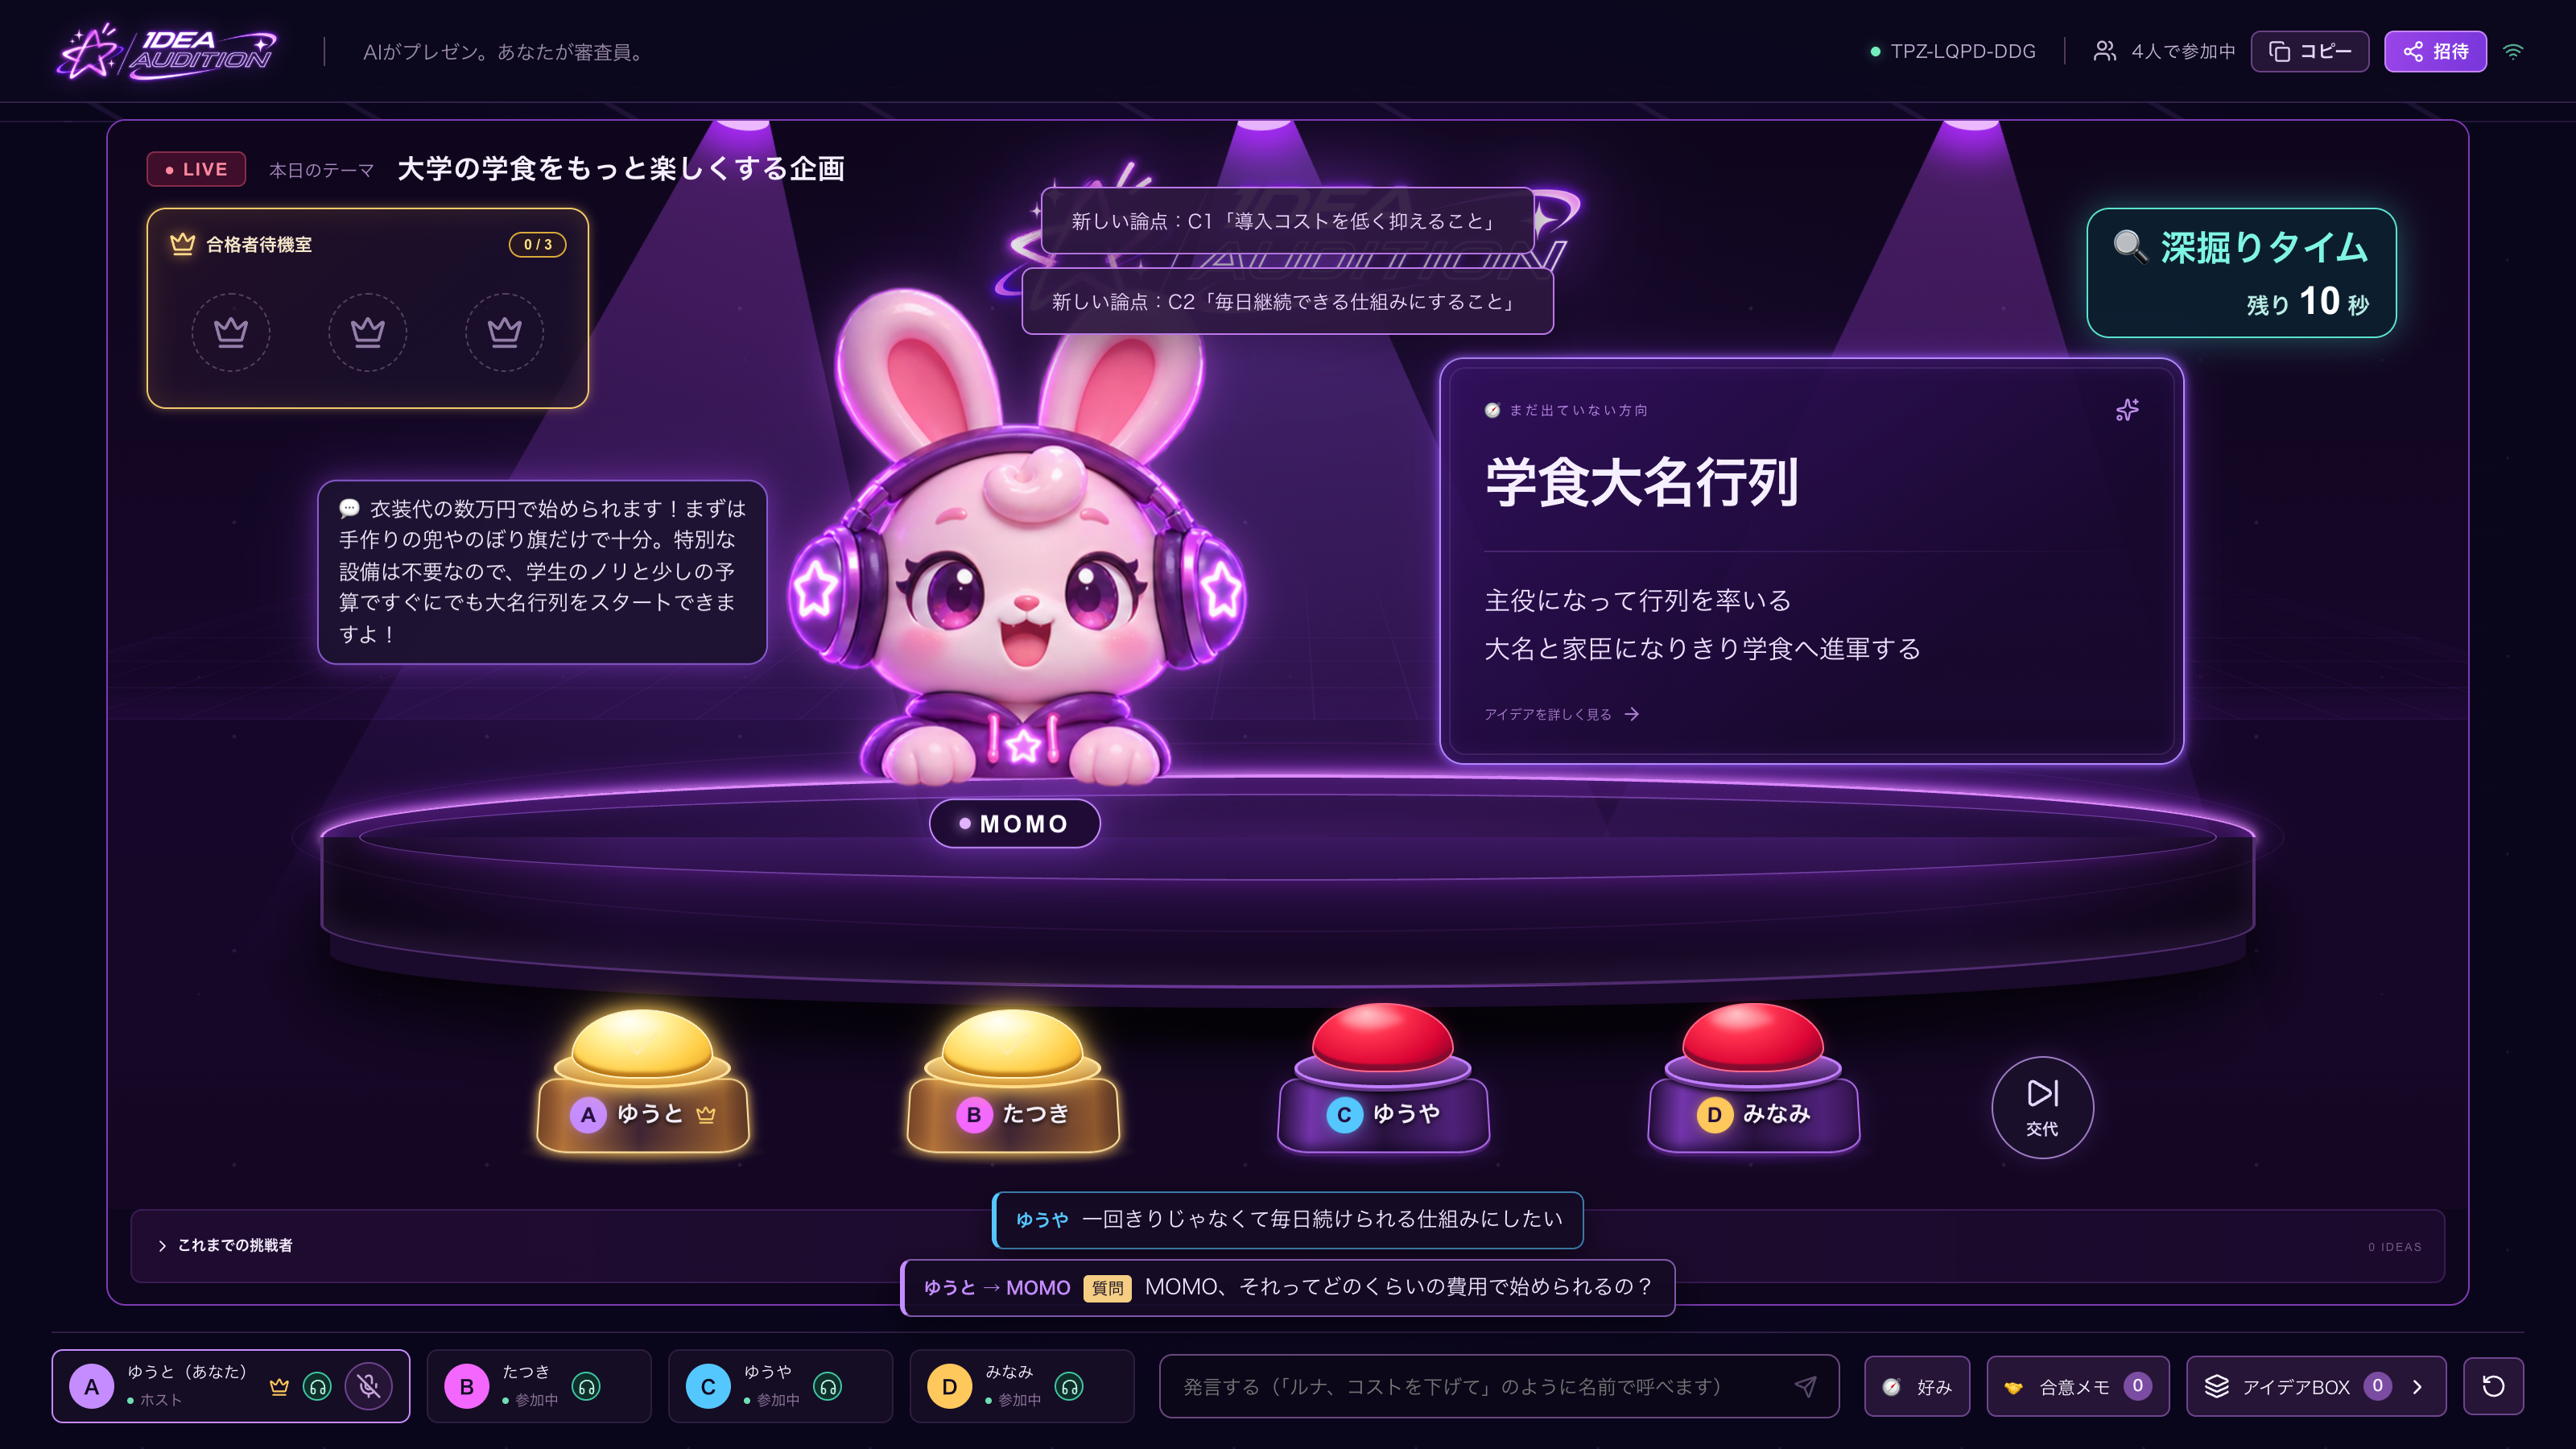 IDEA
AUDITION
AIがプレゼン。あなたが審査員。
TPZ-LQPD-DDG
4人で参加中
コピー
招待
LIVE
本日のテーマ
大学の学食をもっと楽しくする企画
合格者待機室
0 / 3
新しい論点：C1「導入コストを低く抑えること」
IDEA
AUDITION
新しい論点：C2「毎日継続できる仕組みにすること」
深掘りタイム
残り 10 秒
まだ出ていない方向
学食大名行列
主役になって行列を率いる
大名と家臣になりきり学食へ進軍する
アイデアを詳しく見る
衣装代の数万円で始められます！まずは
手作りの兜やのぼり旗だけで十分。特別な
設備は不要なので、学生のノリと少しの予
算ですぐにでも大名行列をスタートできま
すよ！
MOMO
A ゆうと
B たつき
C ゆうや
D みなみ
交代
ゆうや 一回きりじゃなくて毎日続けられる仕組みにしたい
これまでの挑戦者
0 IDEAS
ゆうと → MOMO 質問 MOMO、それってどのくらいの費用で始められるの？
A ゆうと（あなた）
ホスト
B たつき
参加中
C ゆうや
参加中
D みなみ
参加中
発言する（「ルナ、コストを下げて」のように名前で呼べます）
好み
合意メモ 0
アイデアBOX 0